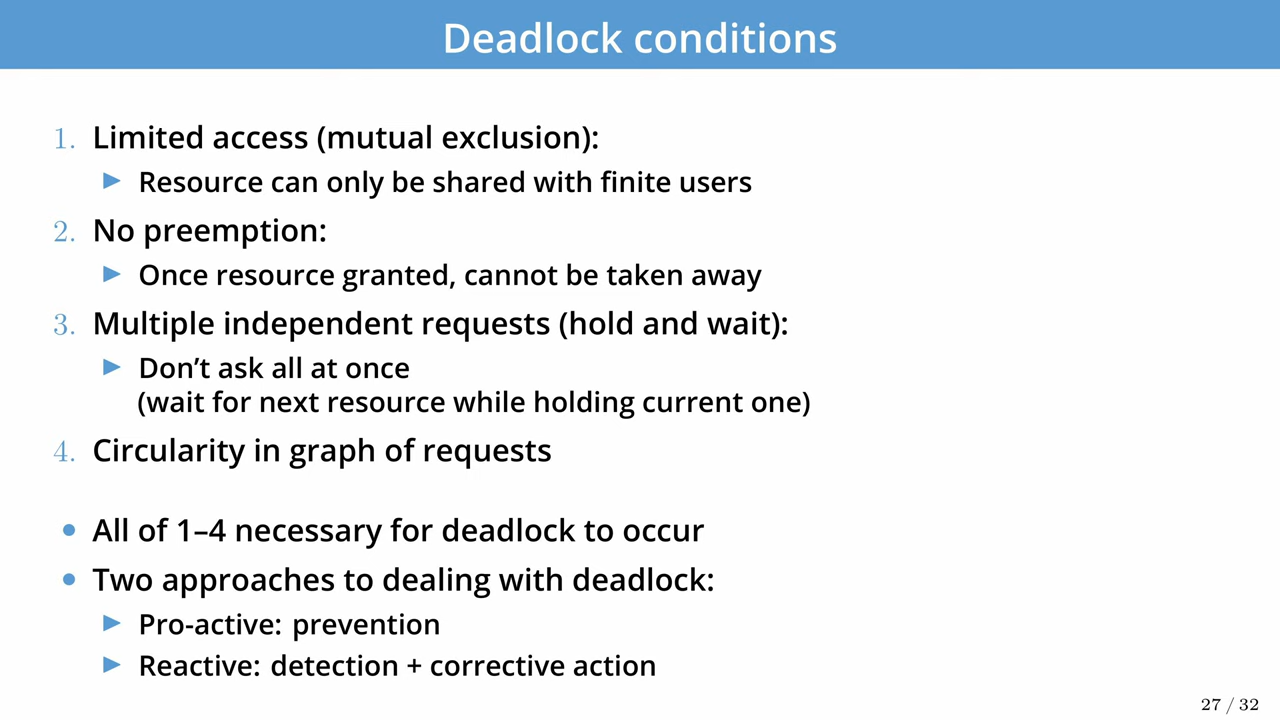 Deadlock conditions
1. Limited access (mutual exclusion):
▶ Resource can only be shared with finite users
2. No preemption:
▶ Once resource granted, cannot be taken away
3. Multiple independent requests (hold and wait):
▶ Don’t ask all at once
(wait for next resource while holding current one)
4. Circularity in graph of requests
• All of 1–4 necessary for deadlock to occur
• Two approaches to dealing with deadlock:
▶ Pro-active: prevention
▶ Reactive: detection + corrective action
27 / 32